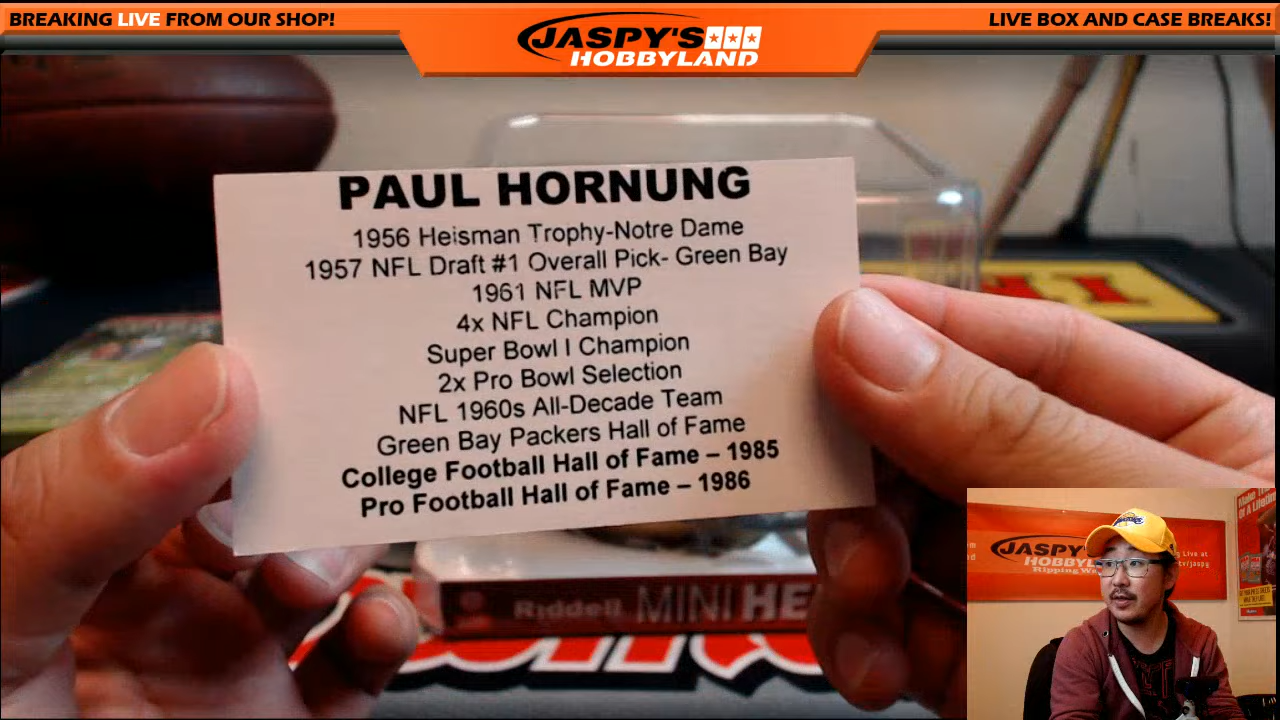 BREAKING LIVE FROM OUR SHOP!
LIVE BOX AND CASE BREAKS!
JASPY'S
HOBBYLAND
PAUL HORNUNG
1956 Heisman Trophy-Notre Dame
1957 NFL Draft #1 Overall Pick- Green Bay
1961 NFL MVP
4x NFL Champion
Super Bowl I Champion
2x Pro Bowl Selection
NFL 1960s All-Decade Team
Green Bay Packers Hall of Fame
College Football Hall of Fame – 1985
Pro Football Hall of Fame – 1986
Riddell MINI HE
JASPY'
HOBBYLAN
Ripping